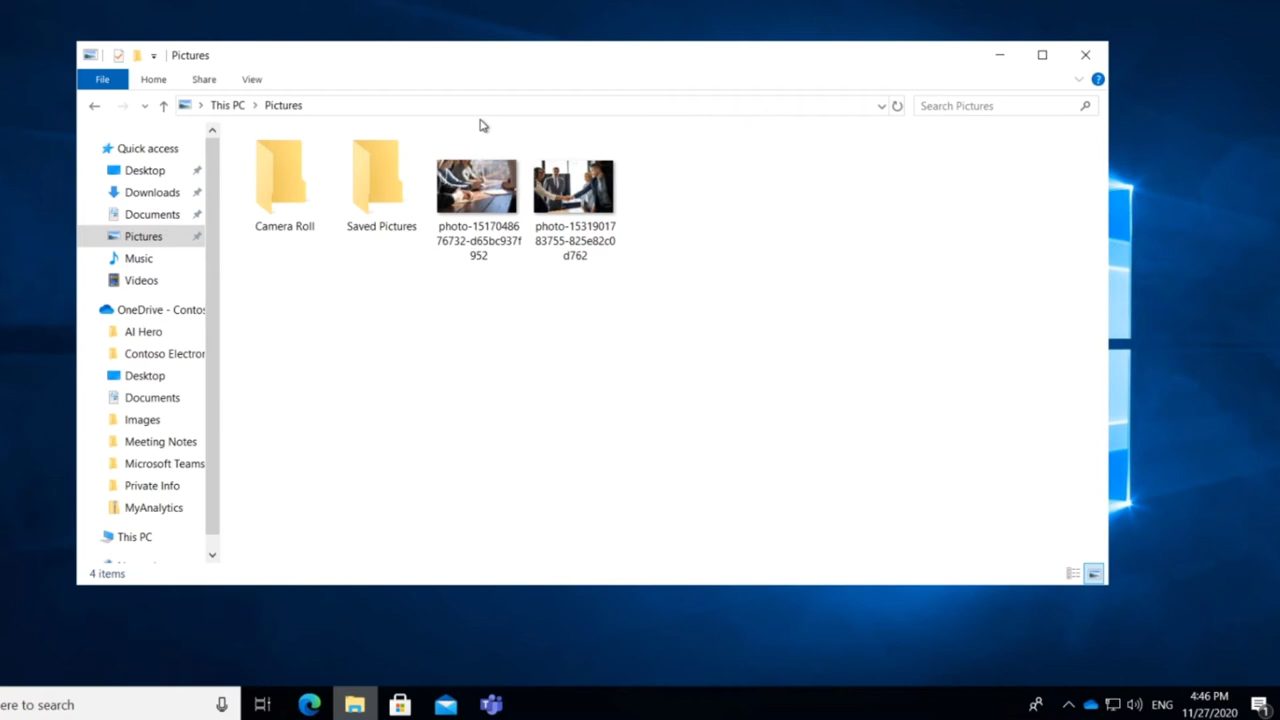 Pictures
File Home Share View
This PC Pictures
Search Pictures
Quick access
Desktop
Downloads
Documents
Pictures
Music
Videos
OneDrive - Contos
AI Hero
Contoso Electror
Desktop
Documents
Images
Meeting Notes
Microsoft Teams
Private Info
MyAnalytics
This PC
Camera Roll
Saved Pictures
photo-15170486
76732-d65bc937f
952
photo-15319017
83755-825e82c0
d762
4 items
ere to search
ENG
4:46 PM
11/27/2020
1